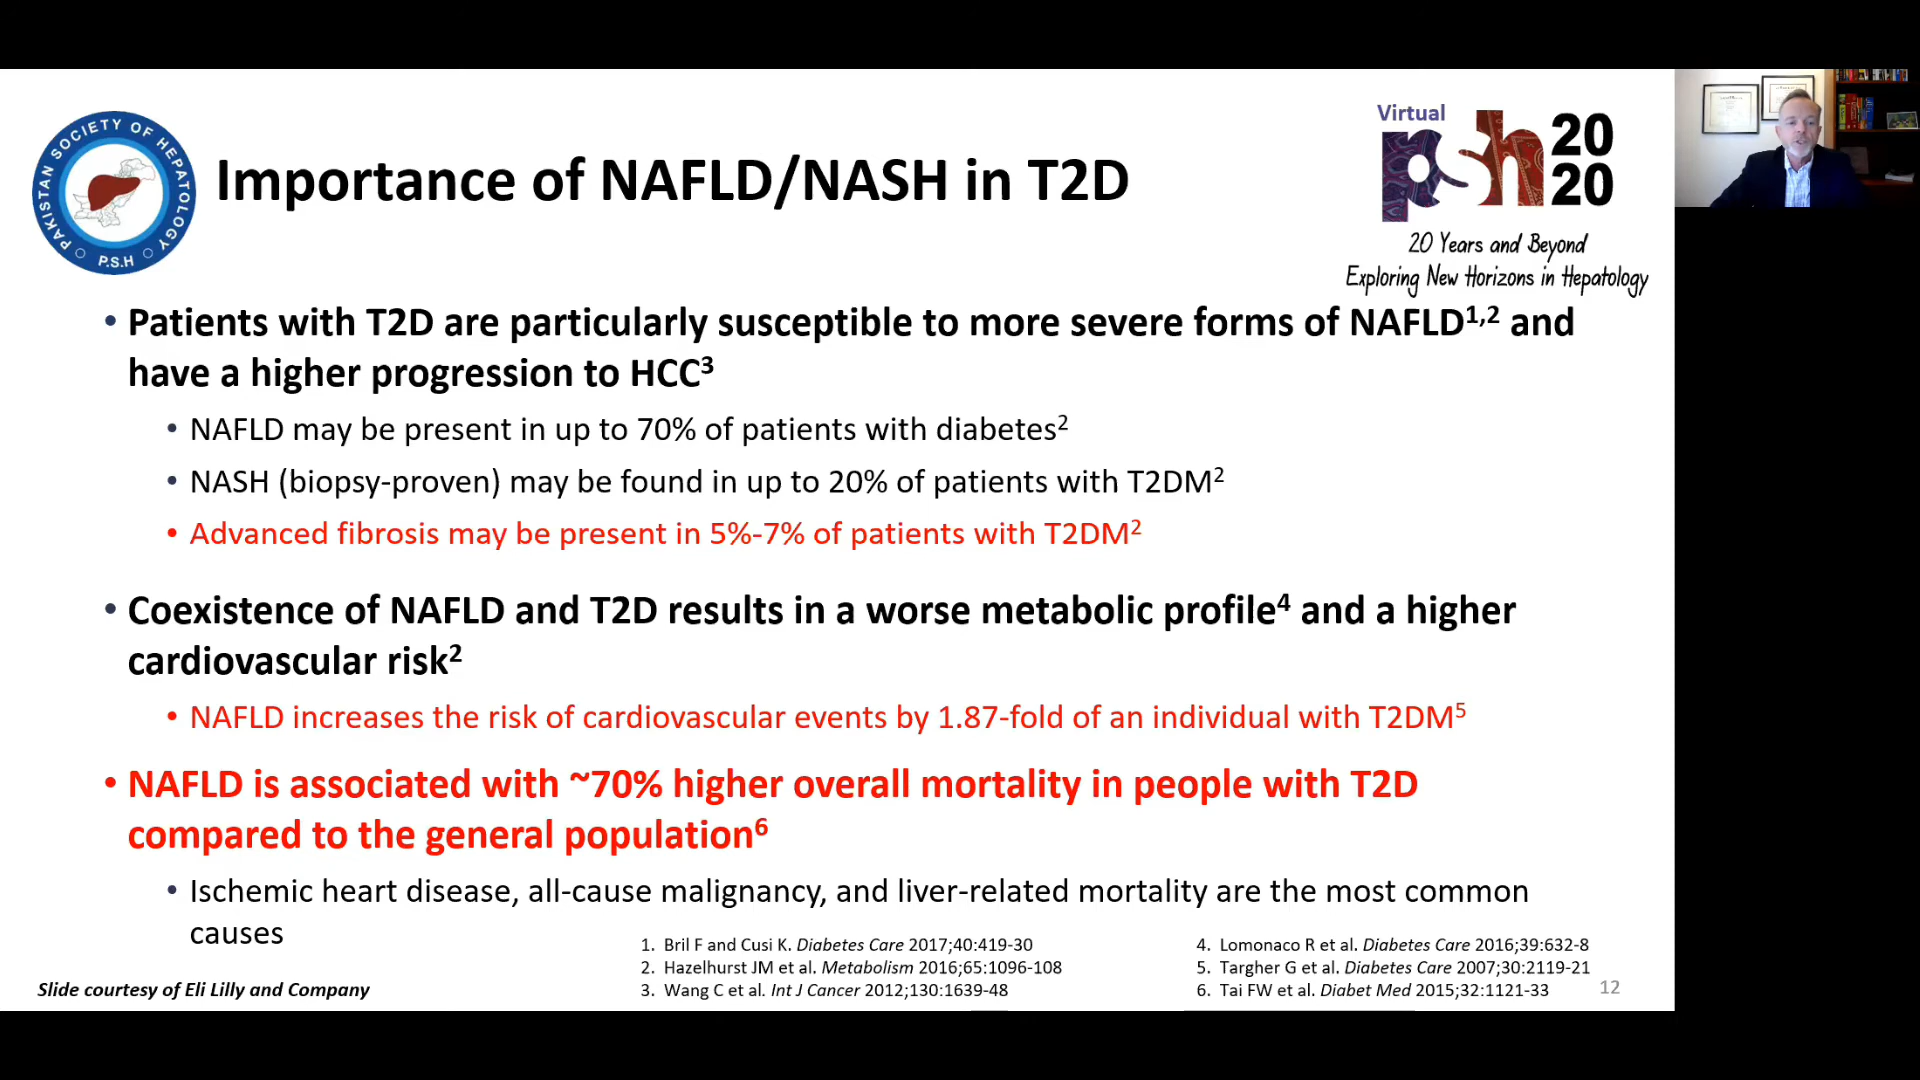 PAKISTAN SOCIETY OF HEPATOLOGY
P.S.H
Importance of NAFLD/NASH in T2D
Virtual
psh 20
20
20 Years and Beyond
Exploring New Horizons in Hepatology
• Patients with T2D are particularly susceptible to more severe forms of NAFLD¹,² and
have a higher progression to HCC³
• NAFLD may be present in up to 70% of patients with diabetes²
• NASH (biopsy-proven) may be found in up to 20% of patients with T2DM²
• Advanced fibrosis may be present in 5%-7% of patients with T2DM²
• Coexistence of NAFLD and T2D results in a worse metabolic profile⁴ and a higher
cardiovascular risk²
• NAFLD increases the risk of cardiovascular events by 1.87-fold of an individual with T2DM⁵
• NAFLD is associated with ~70% higher overall mortality in people with T2D
compared to the general population⁶
• Ischemic heart disease, all-cause malignancy, and liver-related mortality are the most common
causes
1. Bril F and Cusi K. Diabetes Care 2017;40:419-30
2. Hazelhurst JM et al. Metabolism 2016;65:1096-108
3. Wang C et al. Int J Cancer 2012;130:1639-48
4. Lomonaco R et al. Diabetes Care 2016;39:632-8
5. Targher G et al. Diabetes Care 2007;30:2119-21
6. Tai FW et al. Diabet Med 2015;32:1121-33
Slide courtesy of Eli Lilly and Company
12